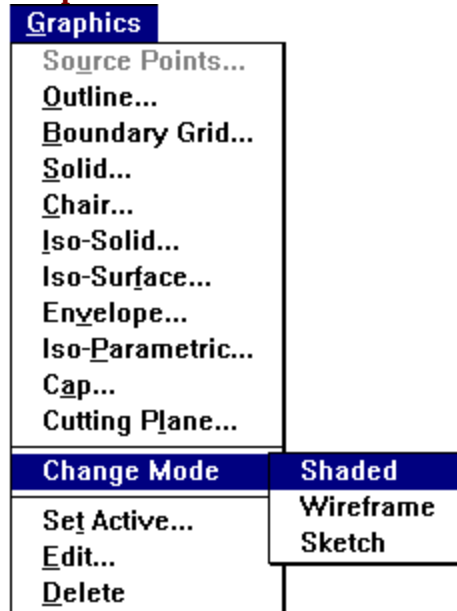 Graphics
Source Points...
Outline...
Boundary Grid...
Solid...
Chair...
Iso-Solid...
Iso-Surface...
Envelope...
Iso-Parametric...
Cap...
Cutting Plane...
Change Mode
Shaded
Wireframe
Sketch
Set Active...
Edit...
Delete